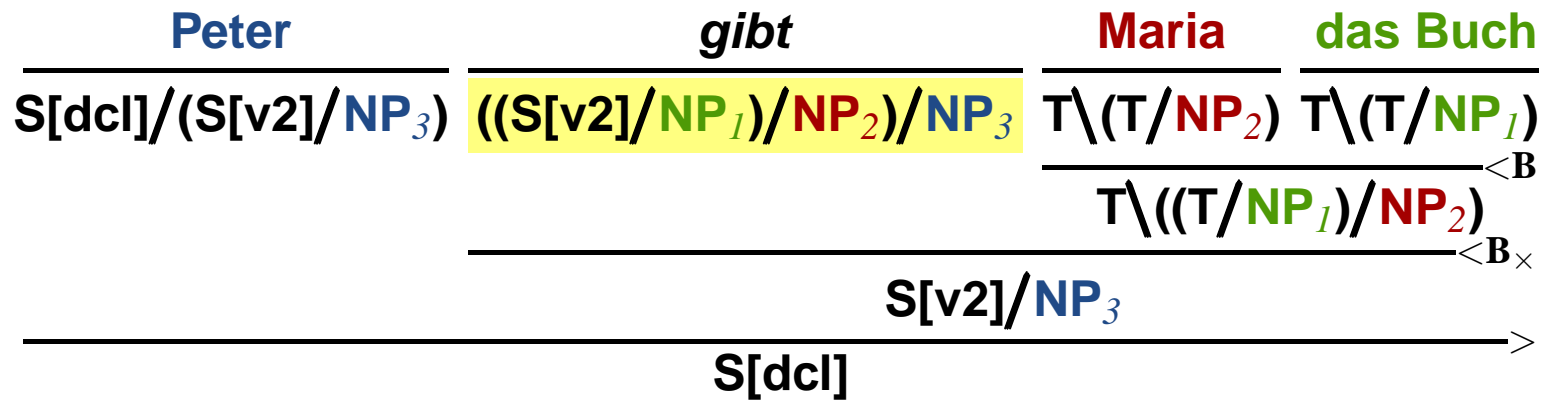 Peter gibt Maria das Buch
S[dcl]/(S[v2]/NP₃) ((S[v2]/NP₁)/NP₂)/NP₃ T\(T/NP₂) T\(T/NP₁)
<B
T\((T/NP₁)/NP₂)
<B×
S[v2]/NP₃
>
S[dcl]